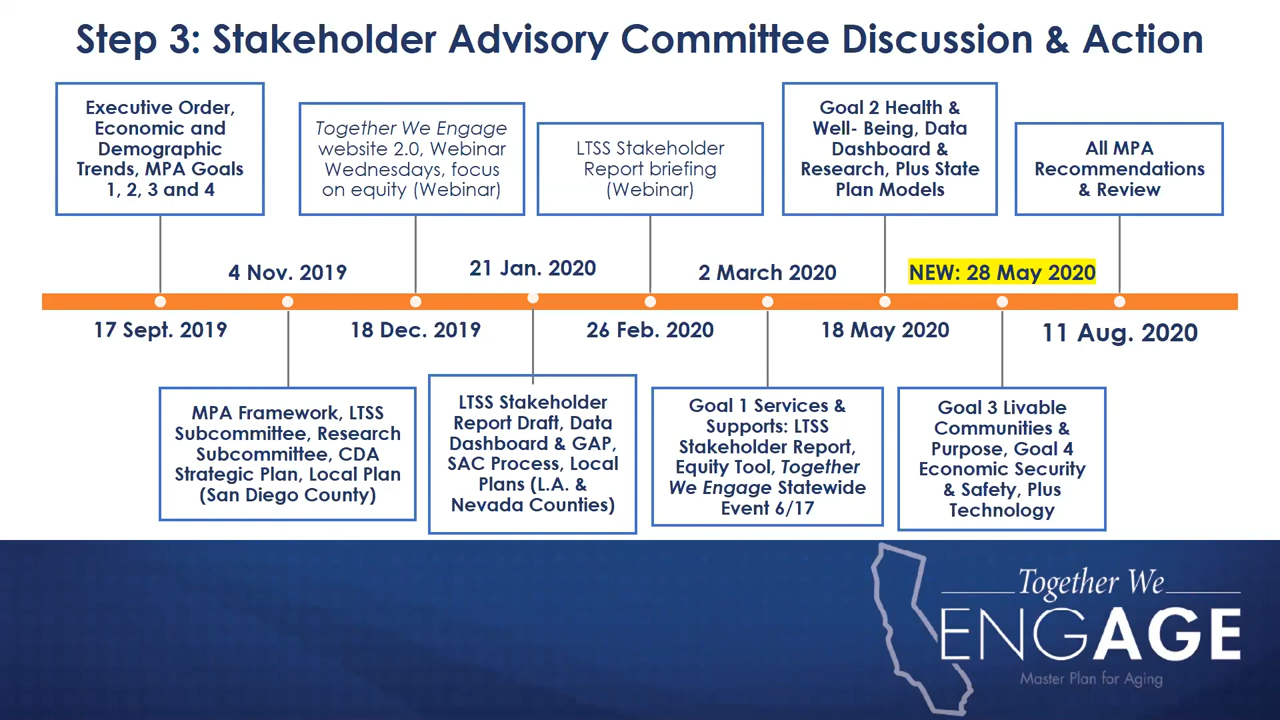 Step 3: Stakeholder Advisory Committee Discussion & Action
Executive Order,
Economic and
Demographic
Trends, MPA Goals
1, 2, 3 and 4
Together We Engage
website 2.0, Webinar
Wednesdays, focus
on equity (Webinar)
LTSS Stakeholder
Report briefing
(Webinar)
Goal 2 Health &
Well- Being, Data
Dashboard &
Research, Plus State
Plan Models
All MPA
Recommendations
& Review
4 Nov. 2019
21 Jan. 2020
2 March 2020
NEW: 28 May 2020
17 Sept. 2019
18 Dec. 2019
26 Feb. 2020
18 May 2020
11 Aug. 2020
MPA Framework, LTSS
Subcommittee, Research
Subcommittee, CDA
Strategic Plan, Local Plan
(San Diego County)
LTSS Stakeholder
Report Draft, Data
Dashboard & GAP,
SAC Process, Local
Plans (L.A. &
Nevada Counties)
Goal 1 Services &
Supports: LTSS
Stakeholder Report,
Equity Tool, Together
We Engage Statewide
Event 6/17
Goal 3 Livable
Communities &
Purpose, Goal 4
Economic Security
& Safety, Plus
Technology
Together We
ENGAGE
Master Plan for Aging